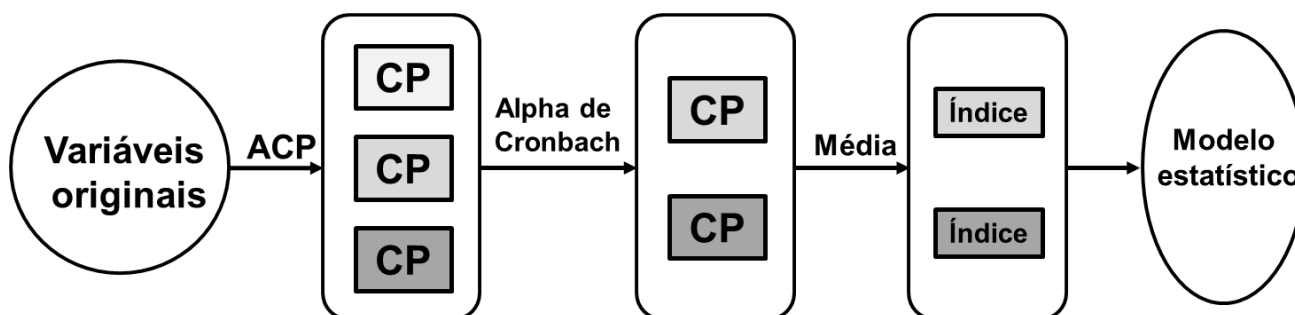 Variáveis
originais
ACP
CP
CP
CP
Alpha de
Cronbach
CP
CP
Média
Índice
Índice
Modelo
estatístico